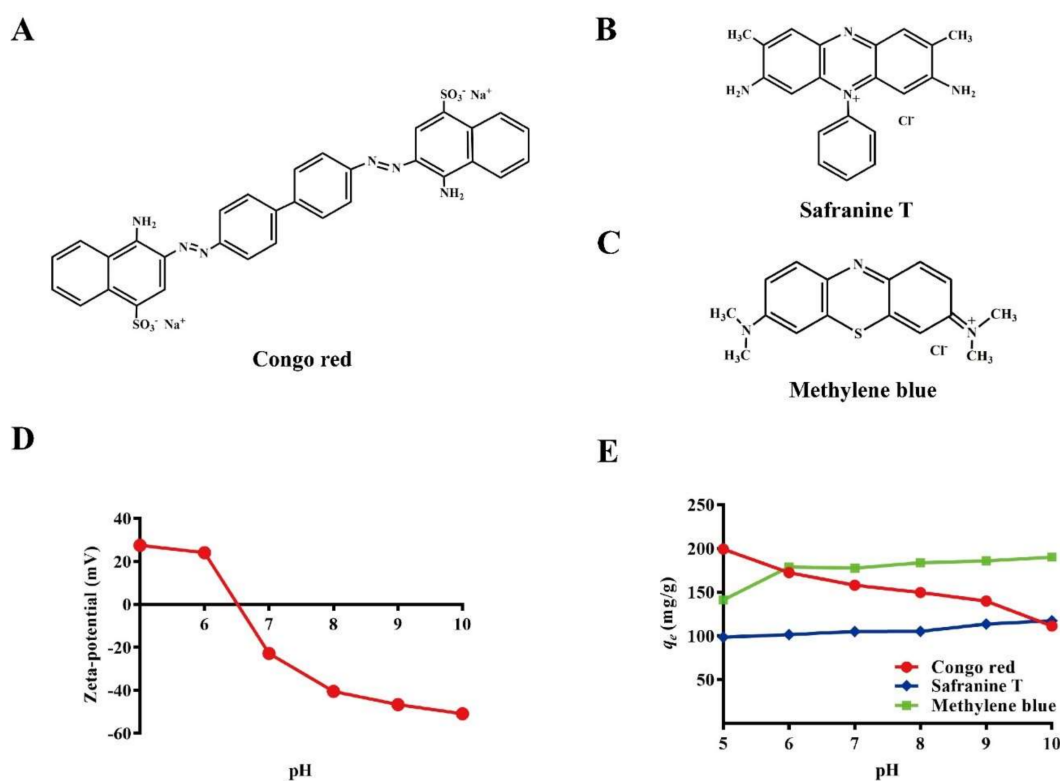 A
SO₃⁻ Na⁺
N=N
NH₂
NH₂
N=N
SO₃⁻ Na⁺
Congo red
B
H₃C
N
CH₃
H₂N
N⁺
NH₂
Cl⁻
Safranine T
C
N
H₃C
N
H₃C
S
Cl⁻
N⁺
CH₃
CH₃
Methylene blue
D
Zeta-potential (mV)
40
20
0
-20
-40
-60
6 7 8 9 10
pH
E
qₑ (mg/g)
250
200
150
100
50
Congo red
Safranine T
Methylene blue
5 6 7 8 9 10
pH